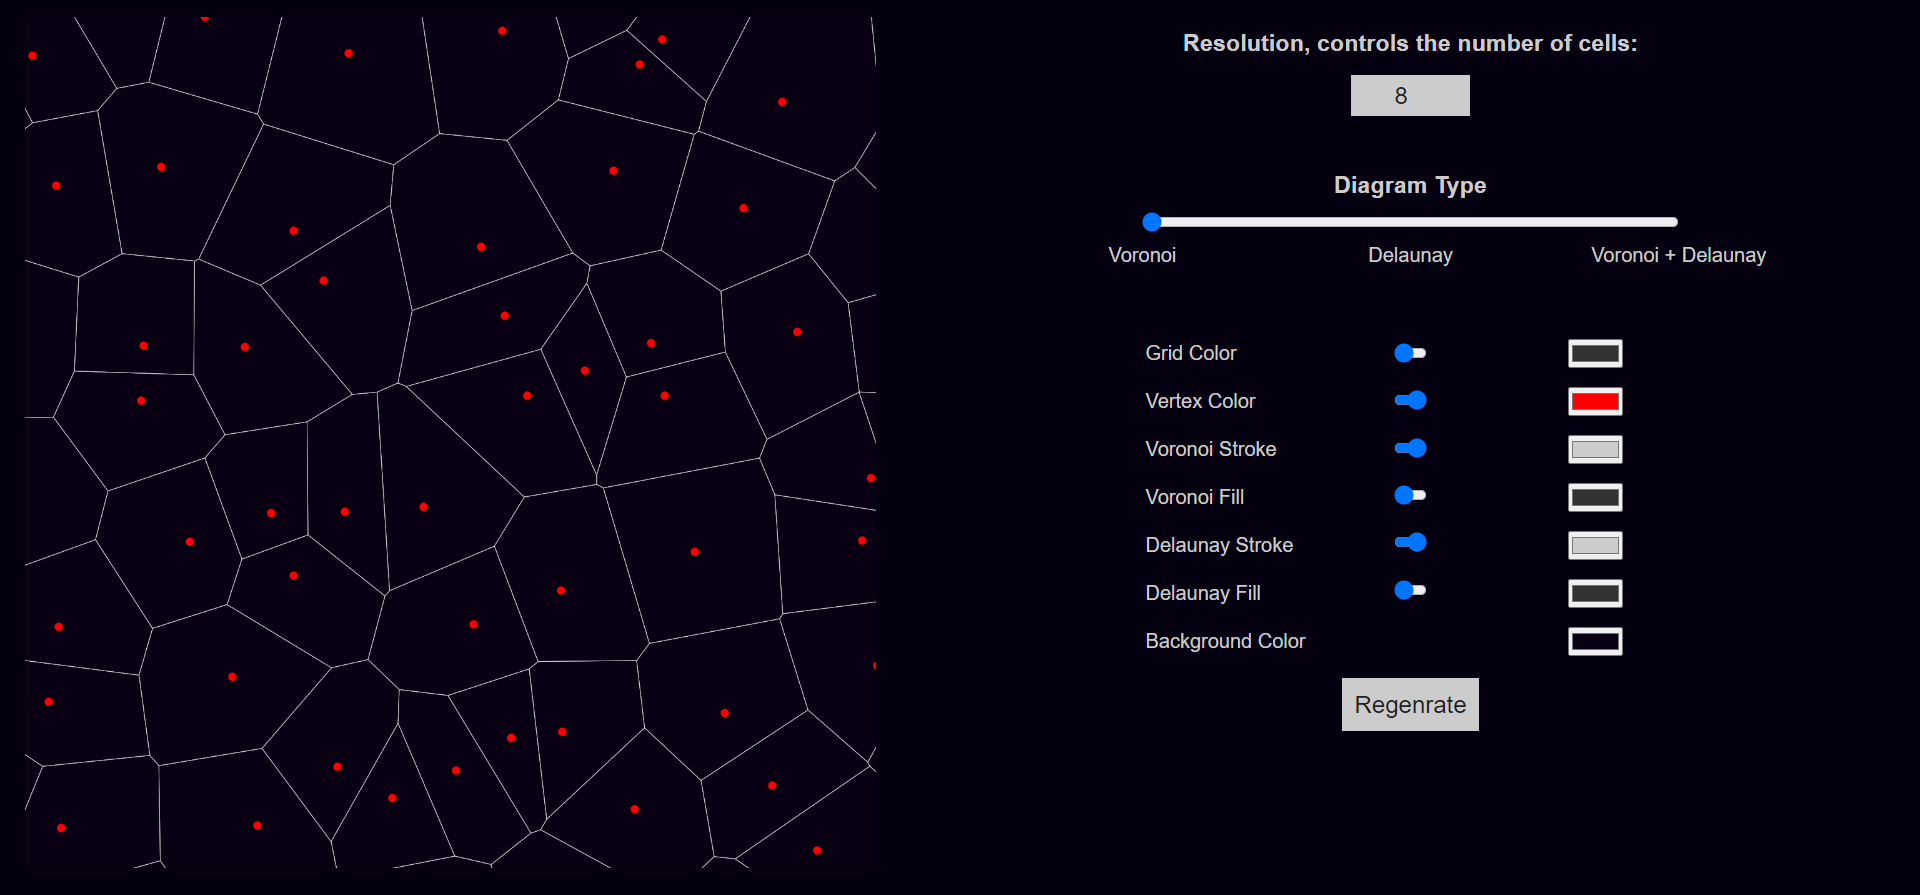 Resolution, controls the number of cells:
8
Diagram Type
Voronoi Delaunay Voronoi + Delaunay
Grid Color
Vertex Color
Voronoi Stroke
Voronoi Fill
Delaunay Stroke
Delaunay Fill
Background Color
Regenrate